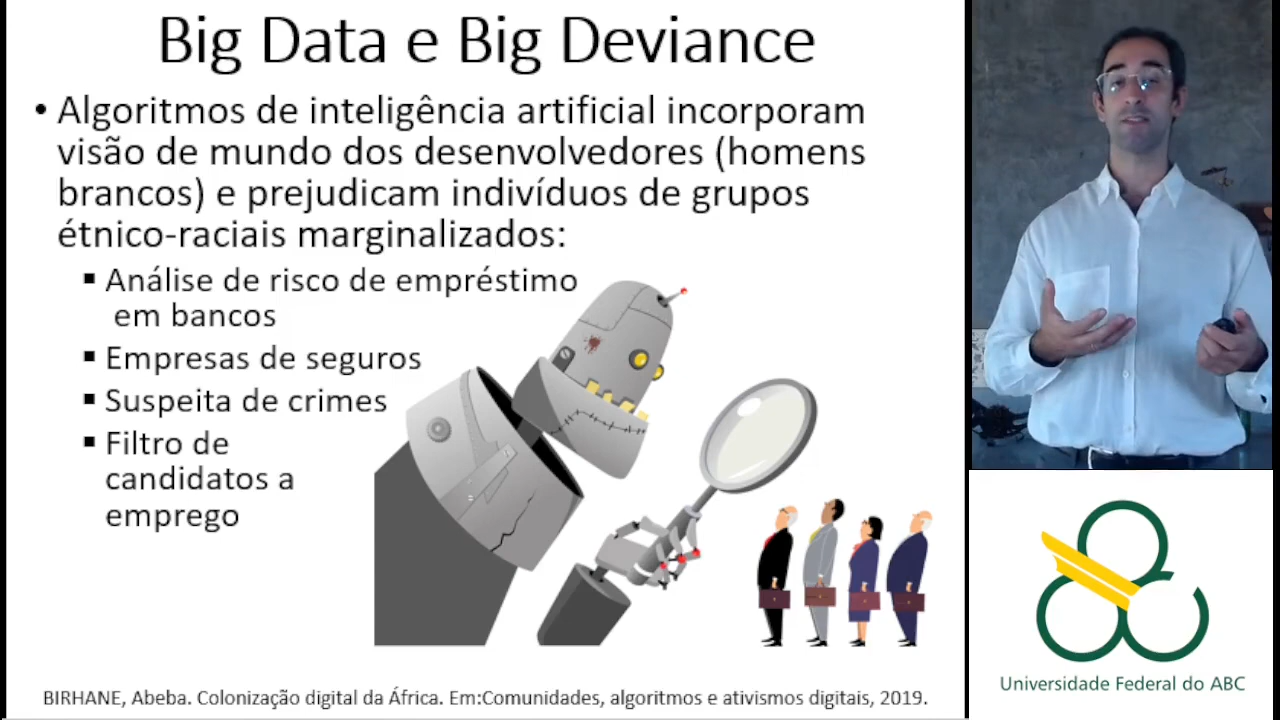 Big Data e Big Deviance
• Algoritmos de inteligência artificial incorporam
visão de mundo dos desenvolvedores (homens
brancos) e prejudicam indivíduos de grupos
étnico-raciais marginalizados:
▪ Análise de risco de empréstimo
em bancos
▪ Empresas de seguros
▪ Suspeita de crimes
▪ Filtro de
candidatos a
emprego
BIRHANE, Abeba. Colonização digital da África. Em:Comunidades, algoritmos e ativismos digitais, 2019.
Universidade Federal do ABC